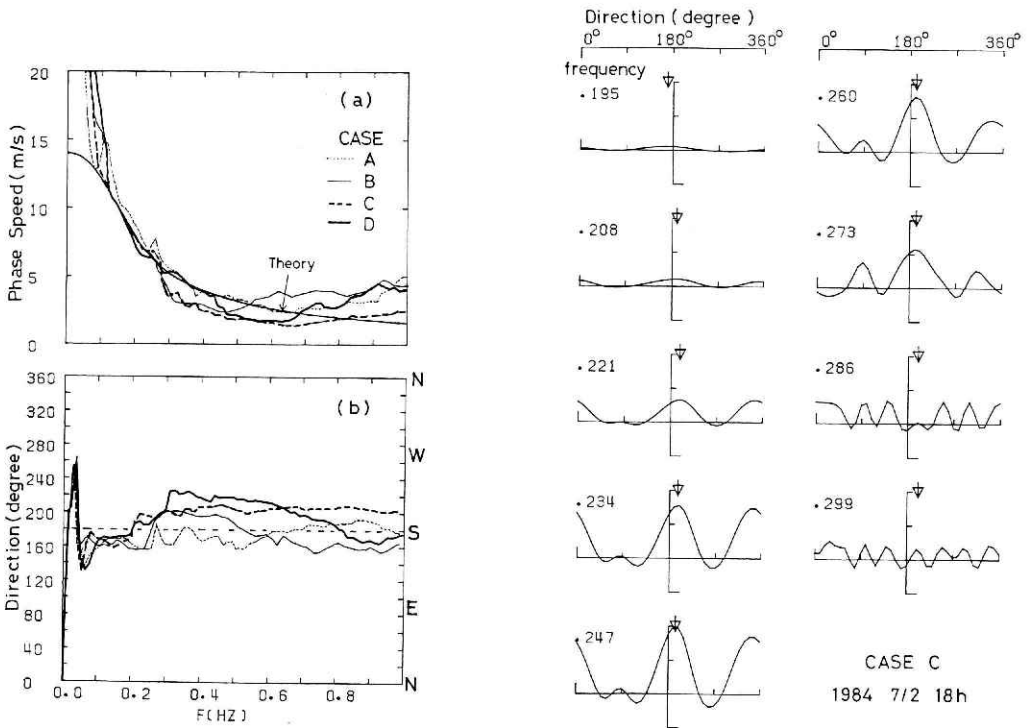 20
15
10
5
0
Phase Speed (m/s)
(a)
CASE
A
B
C
D
Theory
360
320
280
240
200
160
120
80
40
0
Direction (degree)
(b)
N
W
S
E
N
0.0
0.2
0.4
0.6
0.8
F(HZ)
Direction (degree)
0°
180°
360°
0°
180°
360°
frequency
.195
.208
.221
.234
.247
.260
.273
.286
.299
CASE C
1984 7/2 18h